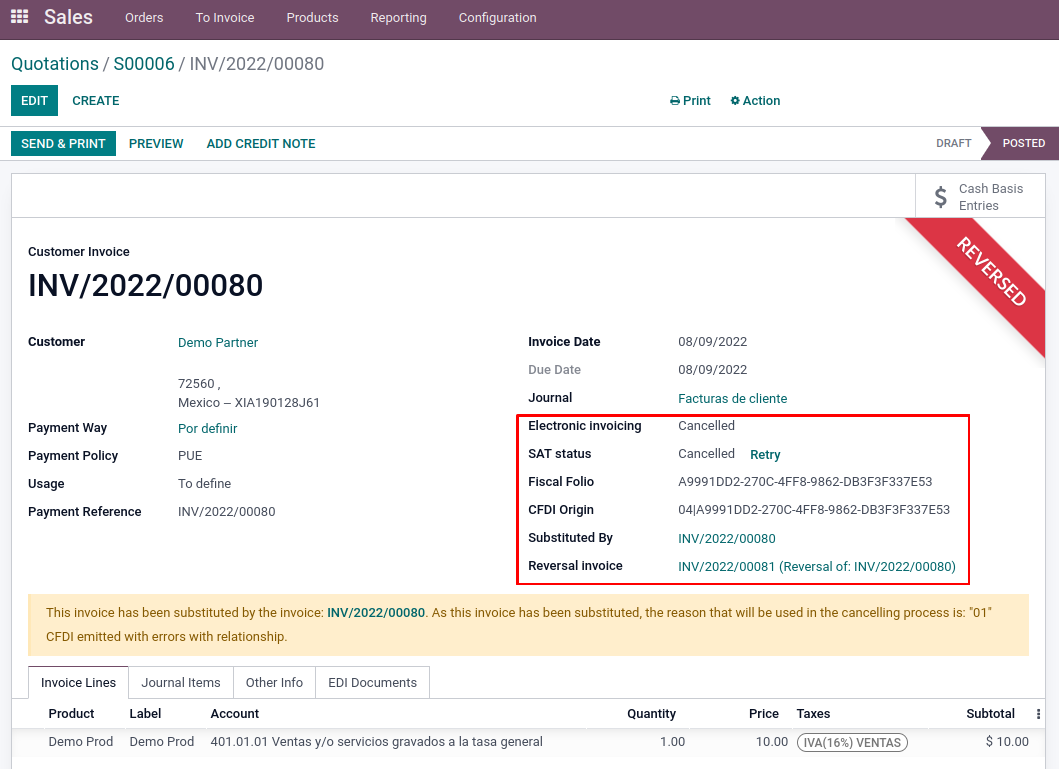 Sales Orders To Invoice Products Reporting Configuration
Quotations / S00006 / INV/2022/00080
EDIT CREATE Print Action
SEND & PRINT PREVIEW ADD CREDIT NOTE DRAFT POSTED
$ Cash Basis
Entries
REVERSED
Customer Invoice
INV/2022/00080
Customer Demo Partner
72560 ,
Mexico – XIA190128J61
Payment Way Por definir
Payment Policy PUE
Usage To define
Payment Reference INV/2022/00080
Invoice Date 08/09/2022
Due Date 08/09/2022
Journal Facturas de cliente
Electronic invoicing Cancelled
SAT status Cancelled Retry
Fiscal Folio A9991DD2-270C-4FF8-9862-DB3F3F337E53
CFDI Origin 04|A9991DD2-270C-4FF8-9862-DB3F3F337E53
Substituted By INV/2022/00080
Reversal invoice INV/2022/00081 (Reversal of: INV/2022/00080)
This invoice has been substituted by the invoice: INV/2022/00080. As this invoice has been substituted, the reason that will be used in the cancelling process is: "01"
CFDI emitted with errors with relationship.
Invoice Lines Journal Items Other Info EDI Documents
Product Label Account Quantity Price Taxes Subtotal
Demo Prod Demo Prod 401.01.01 Ventas y/o servicios gravados a la tasa general 1.00 10.00 IVA(16%) VENTAS $ 10.00